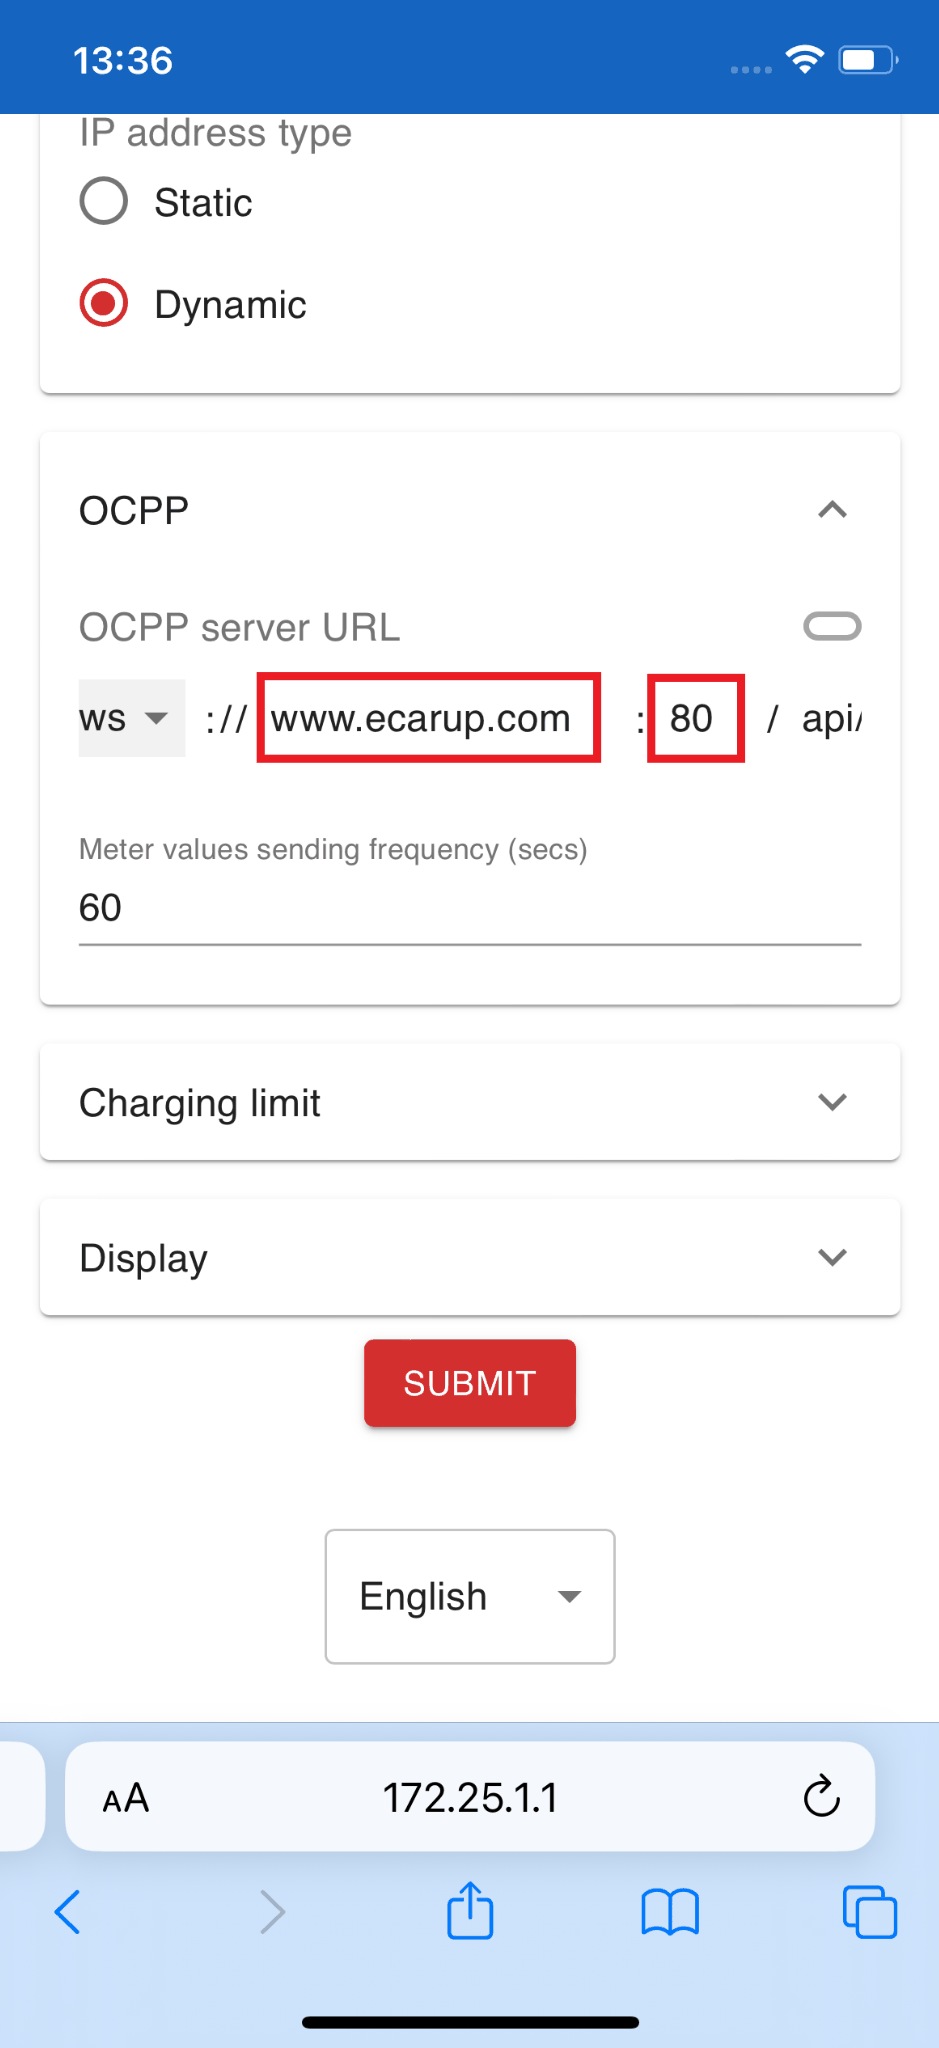 13:36
IP address type
Static
Dynamic
OCPP
OCPP server URL
ws :// www.ecarup.com : 80 / api/
Meter values sending frequency (secs)
60
Charging limit
Display
SUBMIT
English
AA 172.25.1.1